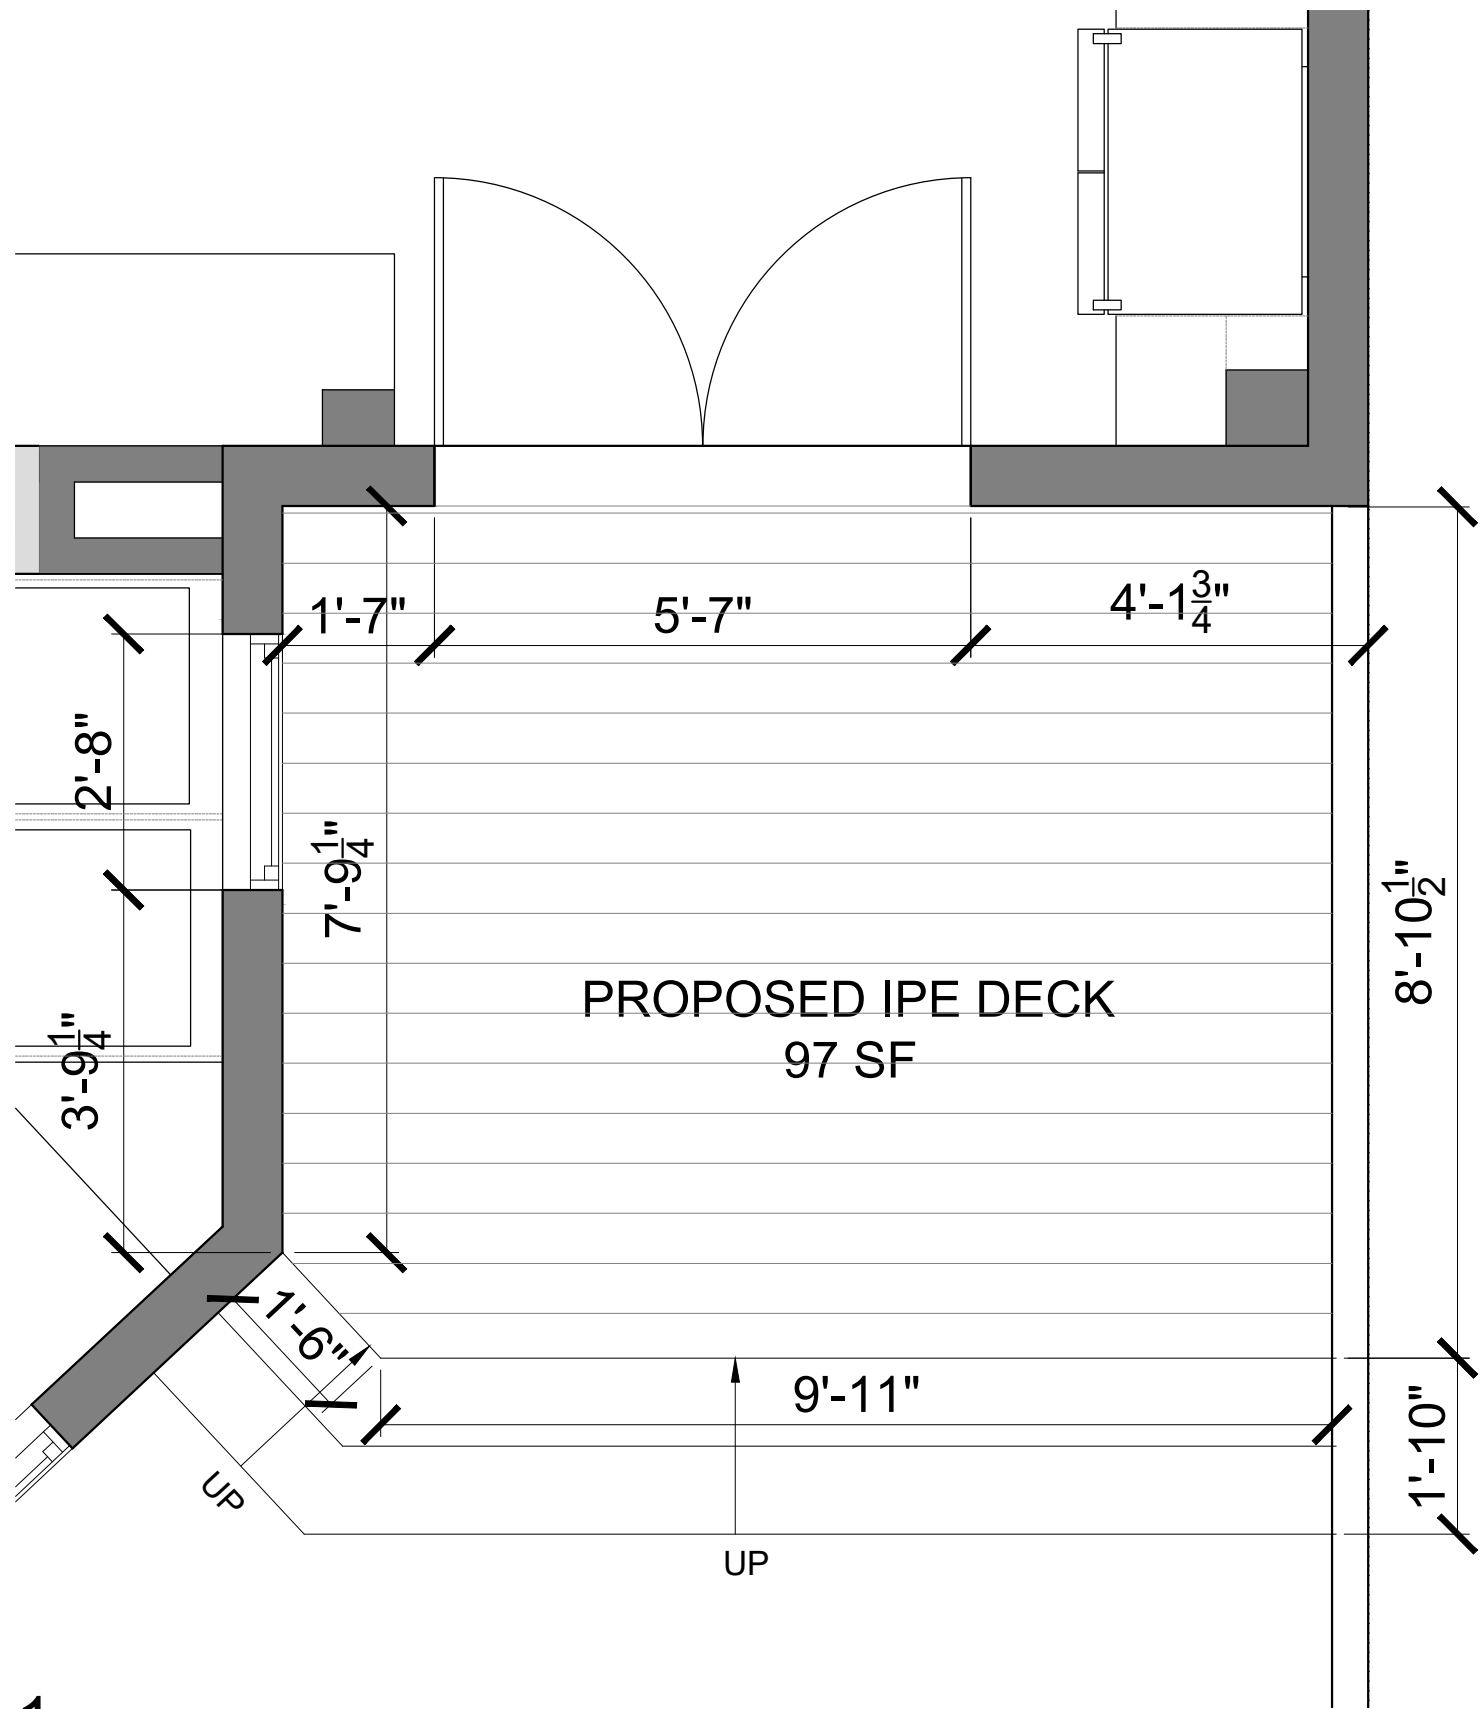 1'-7"
5'-7"
4'-1 3/4"
2'-8"
7'-9 1/4"
8'-10 1/2"
PROPOSED IPE DECK
97 SF
3'-9 1/4"
1'-6"
9'-11"
1'-10"
UP
UP